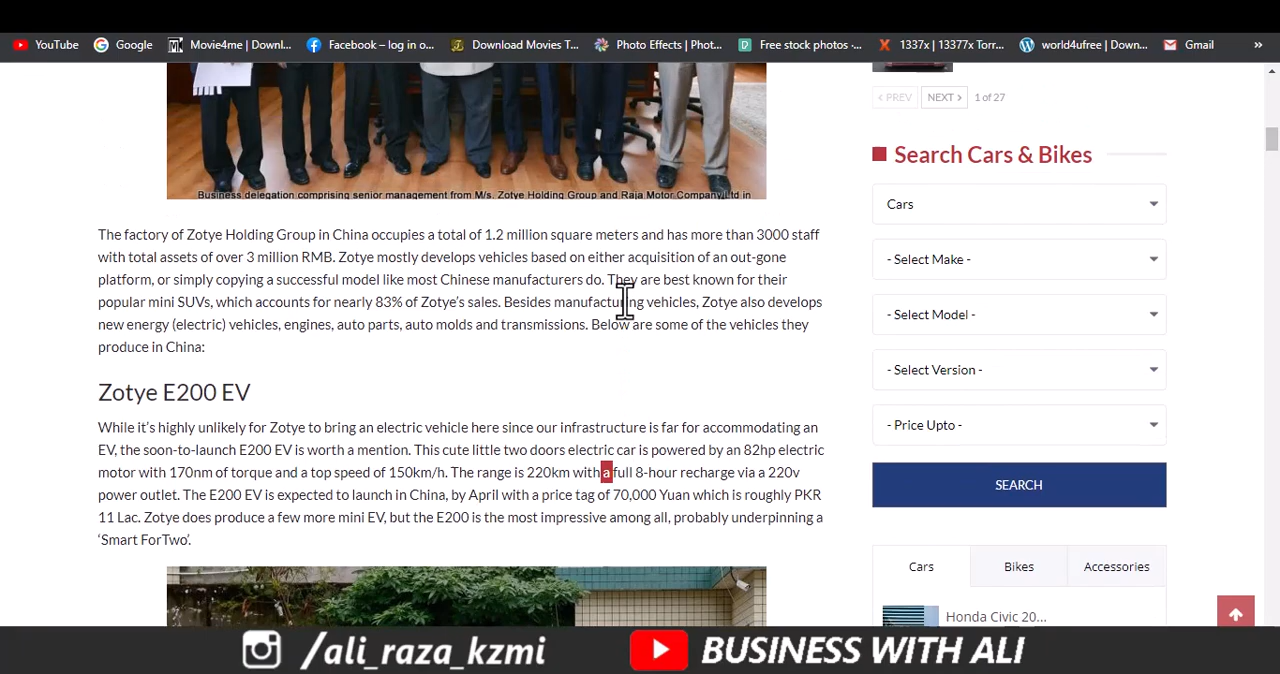 YouTube Google Movie4me | Downl... Facebook – log in o... Download Movies T... Photo Effects | Phot... Free stock photos ·... 1337x | 13377x Torr... world4ufree | Down... Gmail »
Business delegation comprising senior management from M/s. Zotye Holding Group and Raja Motor Company Ltd in
The factory of Zotye Holding Group in China occupies a total of 1.2 million square meters and has more than 3000 staff
with total assets of over 3 million RMB. Zotye mostly develops vehicles based on either acquisition of an out-gone
platform, or simply copying a successful model like most Chinese manufacturers do. They are best known for their
popular mini SUVs, which accounts for nearly 83% of Zotye's sales. Besides manufacturing vehicles, Zotye also develops
new energy (electric) vehicles, engines, auto parts, auto molds and transmissions. Below are some of the vehicles they
produce in China:
Zotye E200 EV
While it's highly unlikely for Zotye to bring an electric vehicle here since our infrastructure is far for accommodating an
EV, the soon-to-launch E200 EV is worth a mention. This cute little two doors electric car is powered by an 82hp electric
motor with 170nm of torque and a top speed of 150km/h. The range is 220km with a full 8-hour recharge via a 220v
power outlet. The E200 EV is expected to launch in China, by April with a price tag of 70,000 Yuan which is roughly PKR
11 Lac. Zotye does produce a few more mini EV, but the E200 is the most impressive among all, probably underpinning a
‘Smart ForTwo’.
< PREV NEXT > 1 of 27
Search Cars & Bikes
Cars
- Select Make -
- Select Model -
- Select Version -
- Price Upto -
SEARCH
Cars Bikes Accessories
Honda Civic 20...
/ali_raza_kzmi BUSINESS WITH ALI